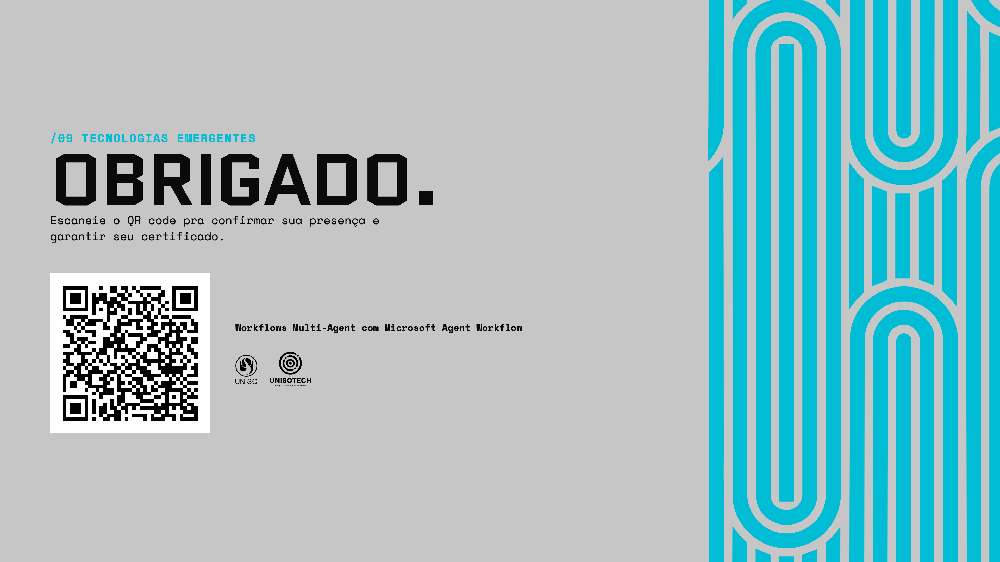 /09 TECNOLOGIAS EMERGENTES
OBRIGADO.
Escaneie o QR code pra confirmar sua presença e
garantir seu certificado.
Workflows Multi-Agent com Microsoft Agent Workflow
UNISO
UNISOTECH
Parque Tecnológico da Uniso